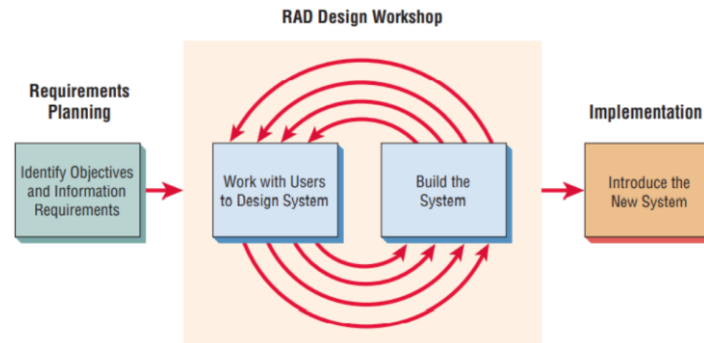 RAD Design Workshop
Requirements
Planning
Identify Objectives
and Information
Requirements
Work with Users
to Design System
Build the
System
Implementation
Introduce the
New System